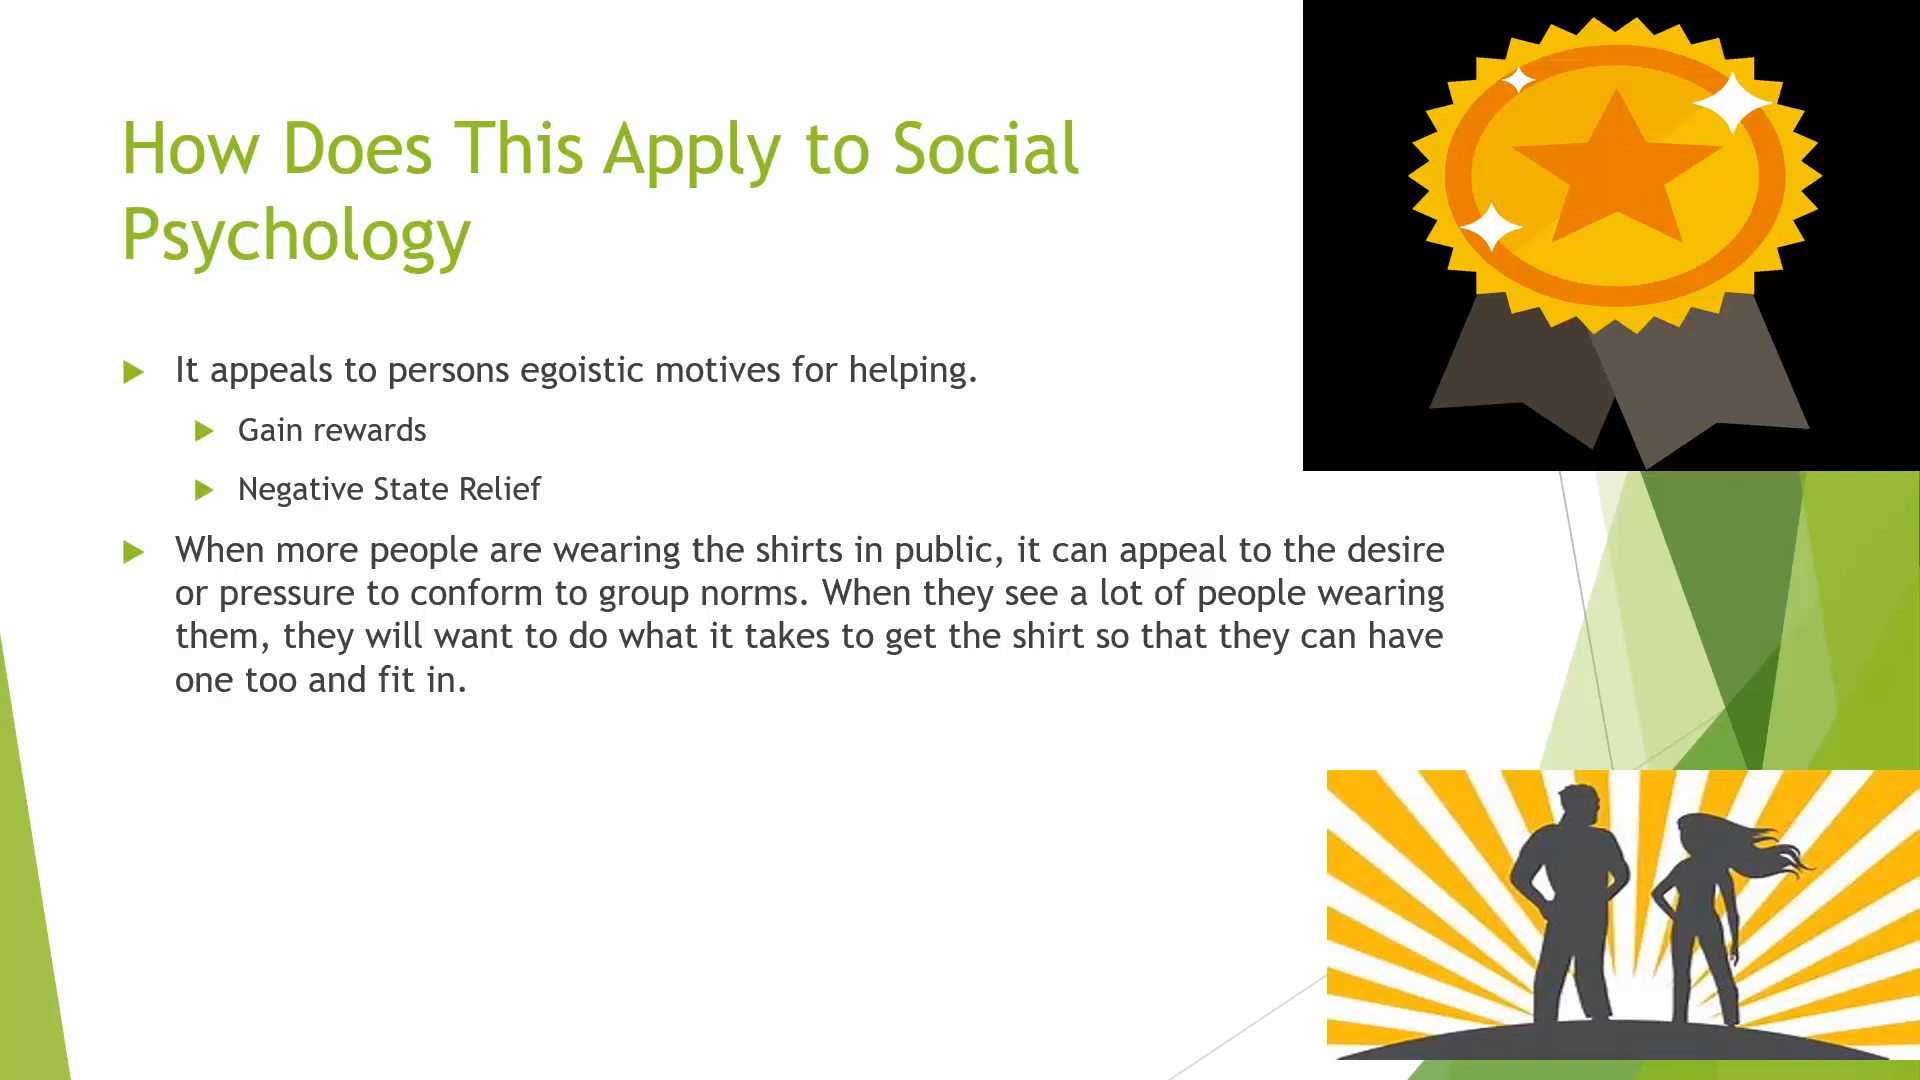 How Does This Apply to Social
Psychology
It appeals to persons egoistic motives for helping.
Gain rewards
Negative State Relief
When more people are wearing the shirts in public, it can appeal to the desire
or pressure to conform to group norms. When they see a lot of people wearing
them, they will want to do what it takes to get the shirt so that they can have
one too and fit in.